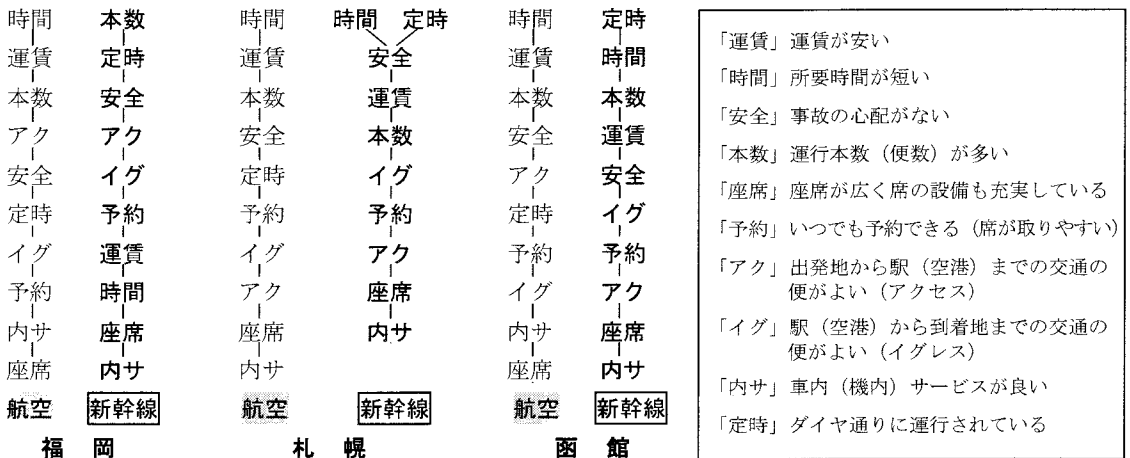 時間 本数 時間 時間 定時 時間 定時
運賃 定時 運賃 安全 運賃 時間
本数 安全 本数 運賃 本数 本数
アク アク 安全 本数 安全 運賃
安全 イグ 定時 イグ アク 安全
定時 予約 予約 予約 定時 イグ
イグ 運賃 イグ アク 予約 予約
予約 時間 アク 座席 イグ アク
内サ 座席 座席 内サ 内サ 座席
座席 内サ 内サ 座席 内サ
航空 新幹線 航空 新幹線 航空 新幹線
福岡 札幌 函館
「運賃」運賃が安い
「時間」所要時間が短い
「安全」事故の心配がない
「本数」運行本数（便数）が多い
「座席」座席が広く席の設備も充実している
「予約」いつでも予約できる（席が取りやすい）
「アク」出発地から駅（空港）までの交通の
便がよい（アクセス）
「イグ」駅（空港）から到着地までの交通の
便がよい（イグレス）
「内サ」車内（機内）サービスが良い
「定時」ダイヤ通りに運行されている